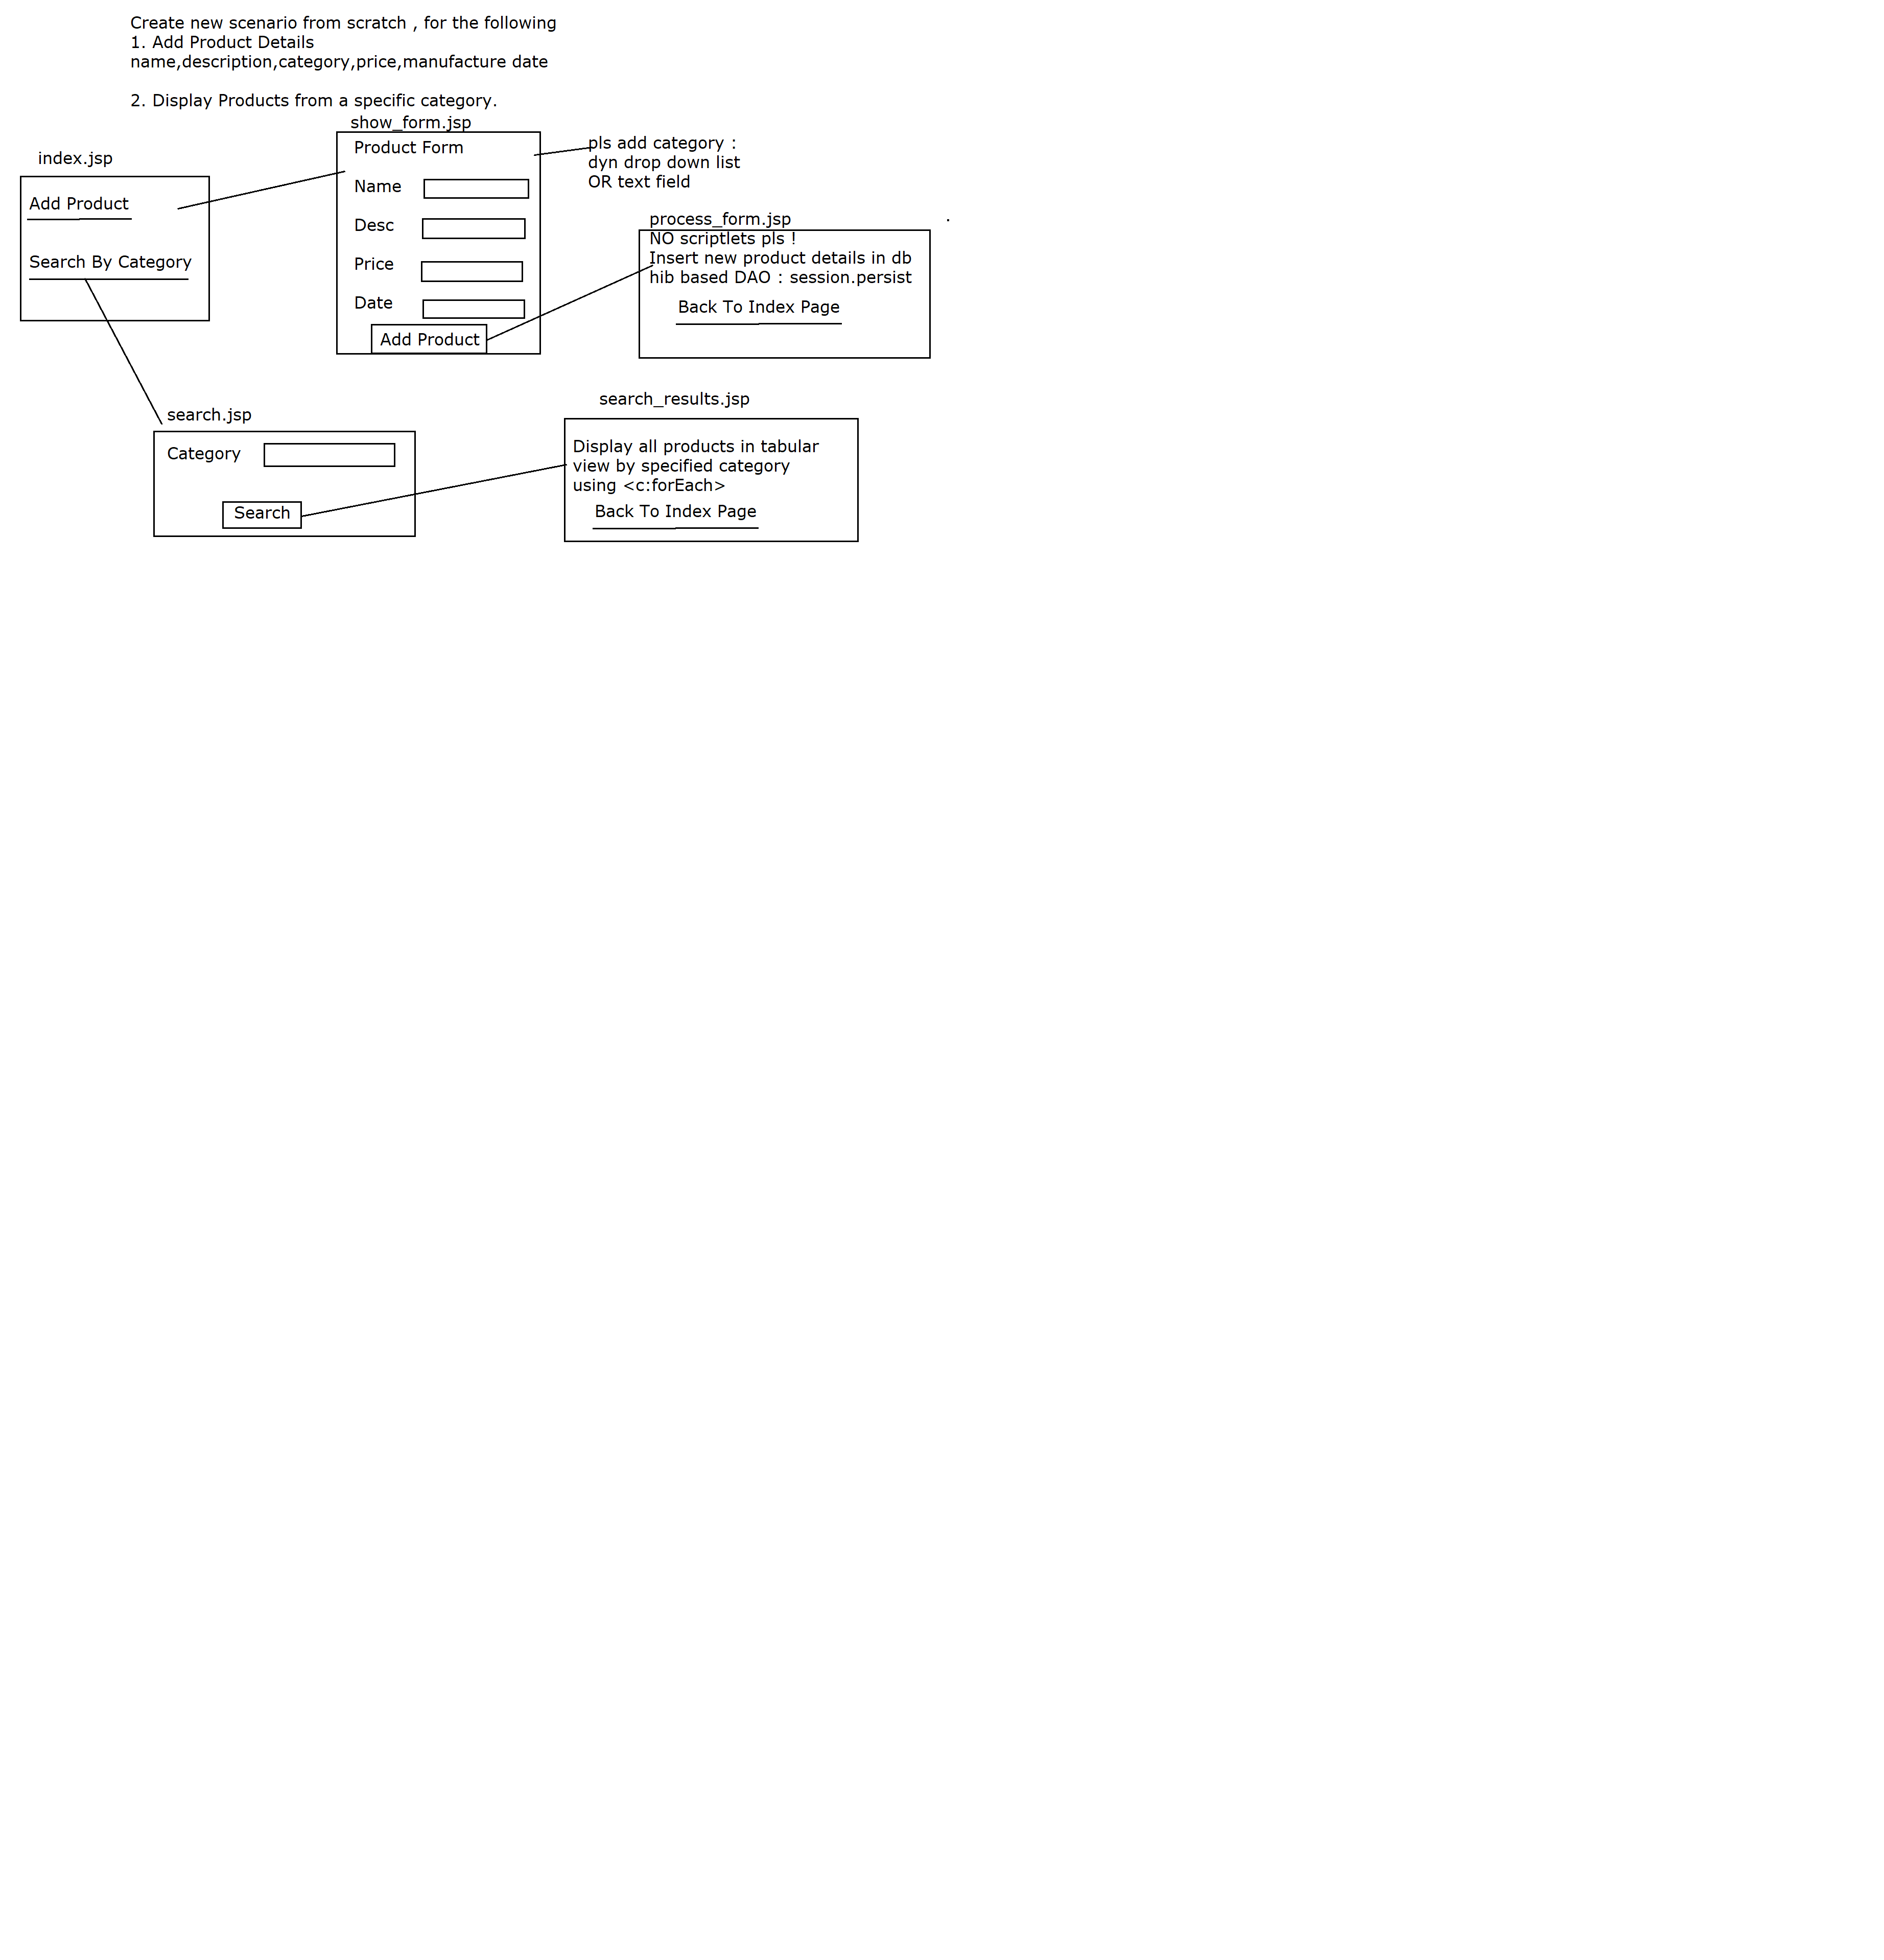 Create new scenario from scratch , for the following
1. Add Product Details
name,description,category,price,manufacture date
2. Display Products from a specific category.
index.jsp
Add Product
Search By Category
show_form.jsp
Product Form
Name
Desc
Price
Date
Add Product
pls add category :
dyn drop down list
OR text field
process_form.jsp
NO scriptlets pls !
Insert new product details in db
hib based DAO : session.persist
Back To Index Page
search.jsp
Category
Search
search_results.jsp
Display all products in tabular
view by specified category
using <c:forEach>
Back To Index Page